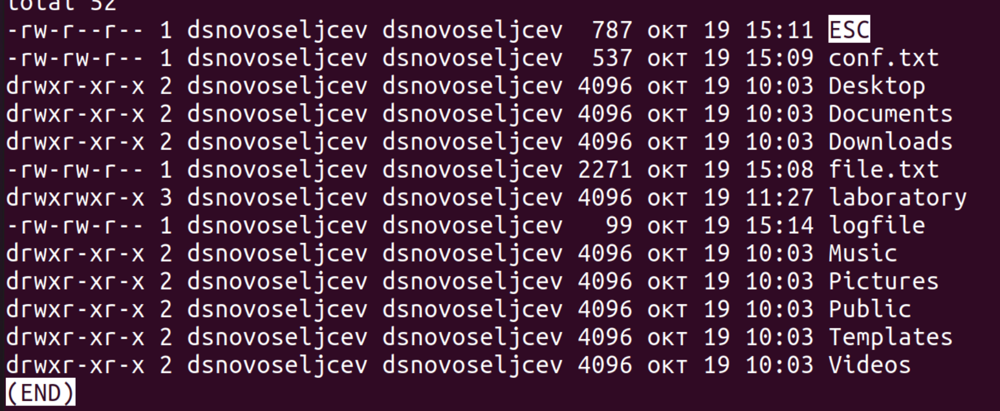 total 52
-rw-r--r-- 1 dsnovoseljcev dsnovoseljcev  787 окт 19 15:11 ESC
-rw-rw-r-- 1 dsnovoseljcev dsnovoseljcev  537 окт 19 15:09 conf.txt
drwxr-xr-x 2 dsnovoseljcev dsnovoseljcev 4096 окт 19 10:03 Desktop
drwxr-xr-x 2 dsnovoseljcev dsnovoseljcev 4096 окт 19 10:03 Documents
drwxr-xr-x 2 dsnovoseljcev dsnovoseljcev 4096 окт 19 10:03 Downloads
-rw-rw-r-- 1 dsnovoseljcev dsnovoseljcev 2271 окт 19 15:08 file.txt
drwxrwxr-x 3 dsnovoseljcev dsnovoseljcev 4096 окт 19 11:27 laboratory
-rw-rw-r-- 1 dsnovoseljcev dsnovoseljcev   99 окт 19 15:14 logfile
drwxr-xr-x 2 dsnovoseljcev dsnovoseljcev 4096 окт 19 10:03 Music
drwxr-xr-x 2 dsnovoseljcev dsnovoseljcev 4096 окт 19 10:03 Pictures
drwxr-xr-x 2 dsnovoseljcev dsnovoseljcev 4096 окт 19 10:03 Public
drwxr-xr-x 2 dsnovoseljcev dsnovoseljcev 4096 окт 19 10:03 Templates
drwxr-xr-x 2 dsnovoseljcev dsnovoseljcev 4096 окт 19 10:03 Videos
(END)